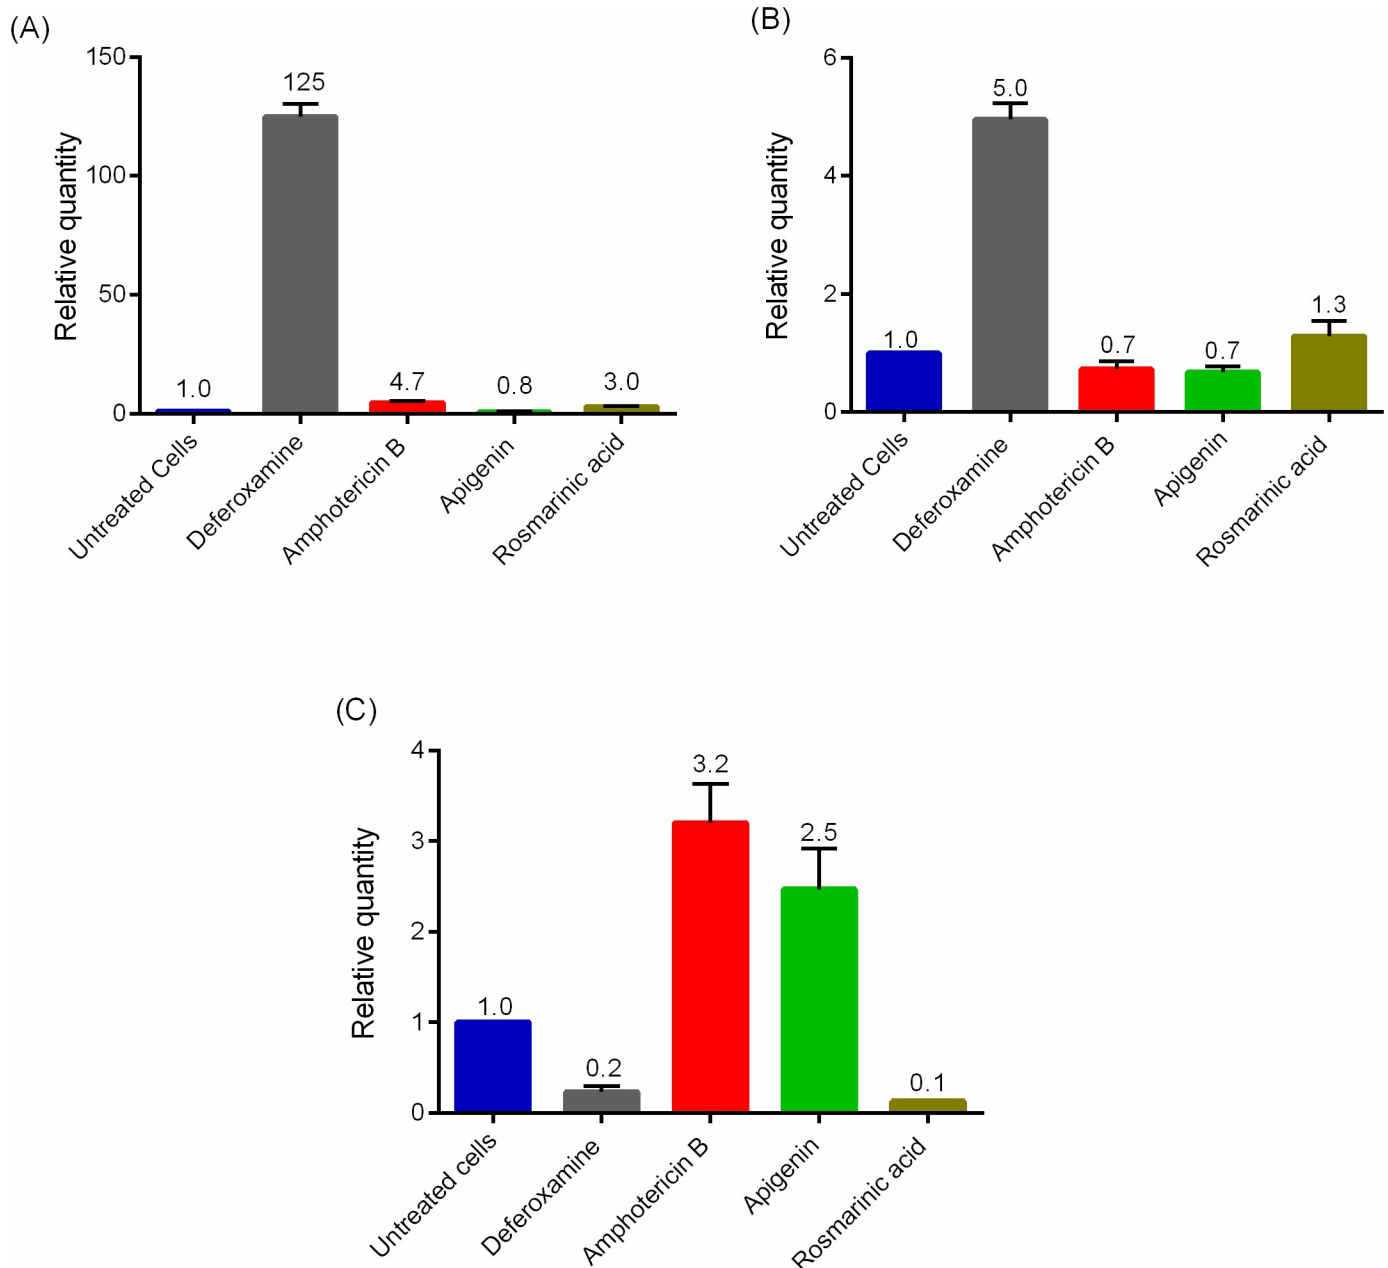 (A)
Relative quantity
150
100
50
0
125
1.0
4.7
0.8
3.0
Untreated Cells
Deferoxamine
Amphotericin B
Apigenin
Rosmarinic acid
(B)
Relative quantity
6
4
2
0
1.0
5.0
0.7
0.7
1.3
Untreated Cells
Deferoxamine
Amphotericin B
Apigenin
Rosmarinic acid
(C)
Relative quantity
4
3
2
1
0
1.0
0.2
3.2
2.5
0.1
Untreated cells
Deferoxamine
Amphotericin B
Apigenin
Rosmarinic acid